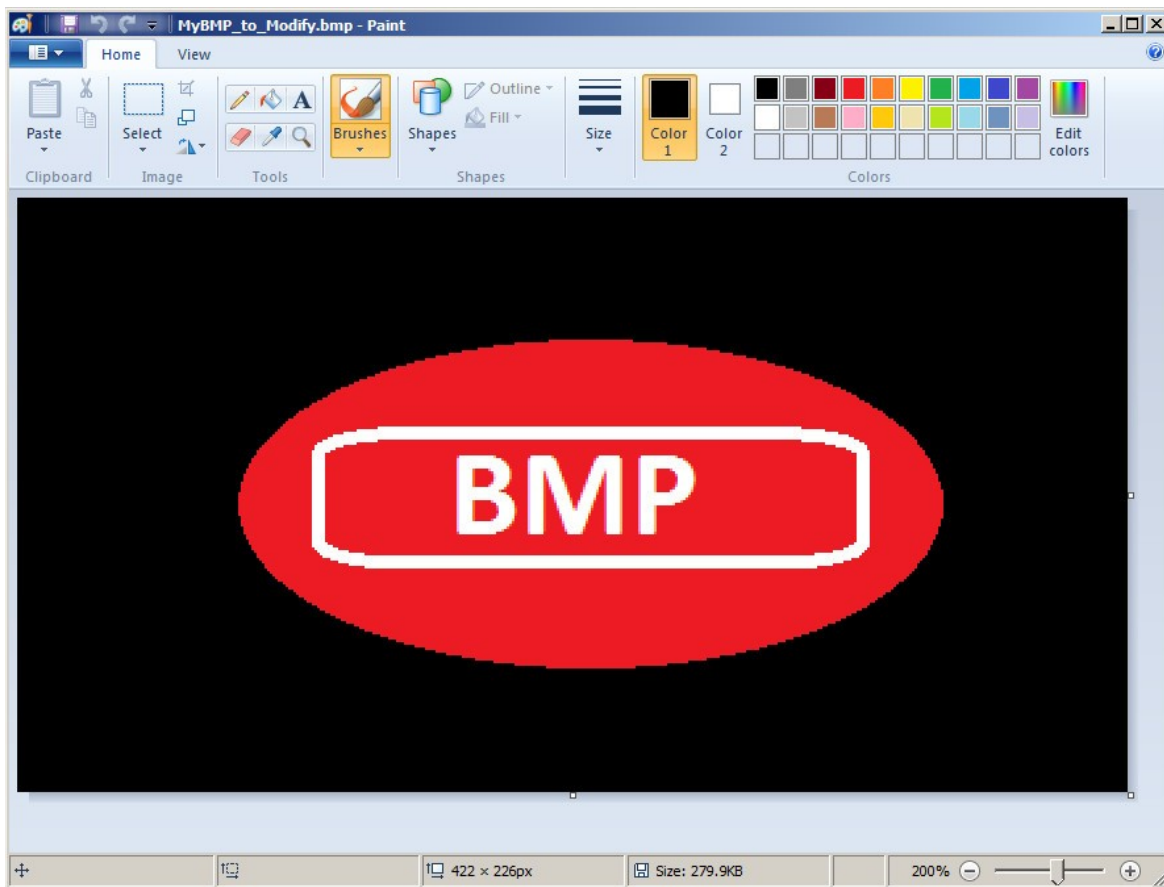 MyBMP_to_Modify.bmp - Paint
Home View
Paste Select Brushes Shapes Outline Fill Size Color 1 Color 2 Edit colors
Clipboard Image Tools Shapes Colors
A
BMP
422 × 226px Size: 279.9KB 200%